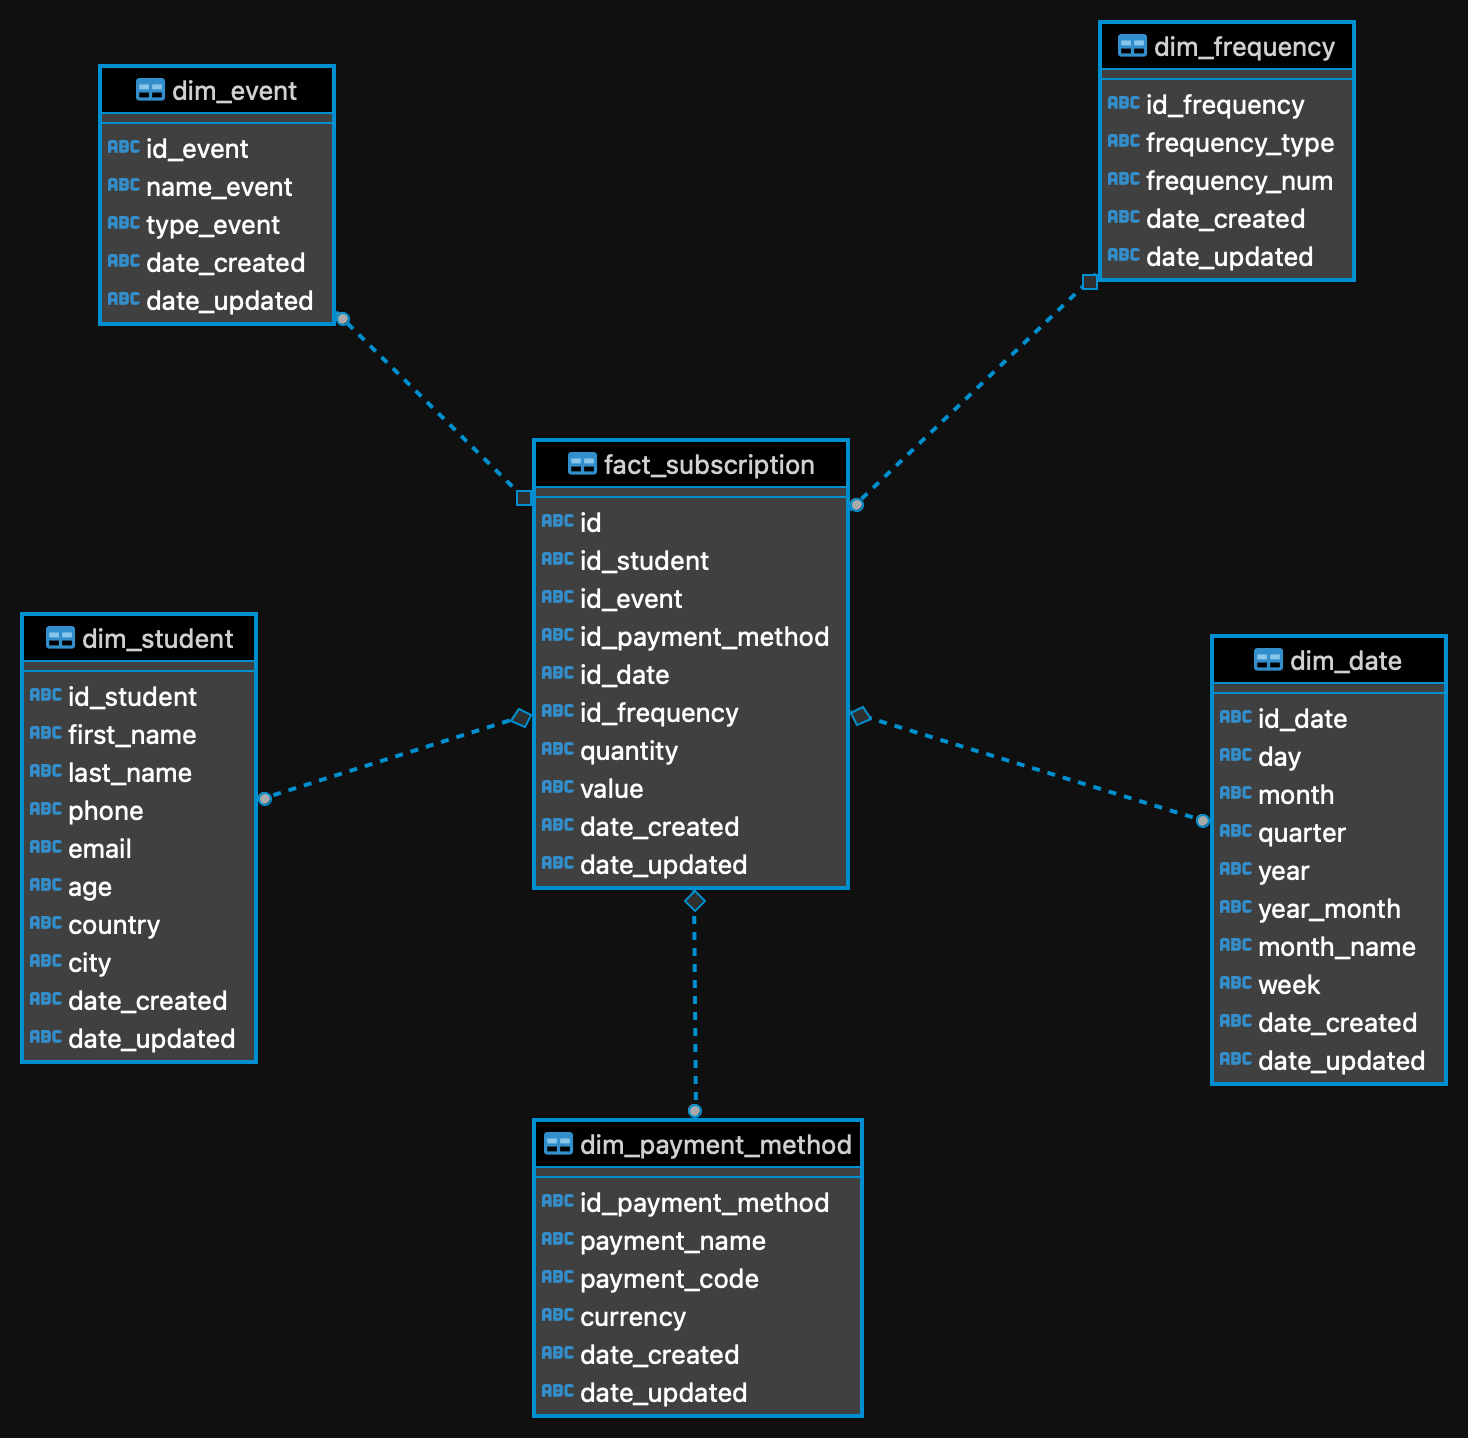 dim_event
ABC id_event
ABC name_event
ABC type_event
ABC date_created
ABC date_updated
dim_frequency
ABC id_frequency
ABC frequency_type
ABC frequency_num
ABC date_created
ABC date_updated
fact_subscription
ABC id
ABC id_student
ABC id_event
ABC id_payment_method
ABC id_date
ABC id_frequency
ABC quantity
ABC value
ABC date_created
ABC date_updated
dim_student
ABC id_student
ABC first_name
ABC last_name
ABC phone
ABC email
ABC age
ABC country
ABC city
ABC date_created
ABC date_updated
dim_date
ABC id_date
ABC day
ABC month
ABC quarter
ABC year
ABC year_month
ABC month_name
ABC week
ABC date_created
ABC date_updated
dim_payment_method
ABC id_payment_method
ABC payment_name
ABC payment_code
ABC currency
ABC date_created
ABC date_updated